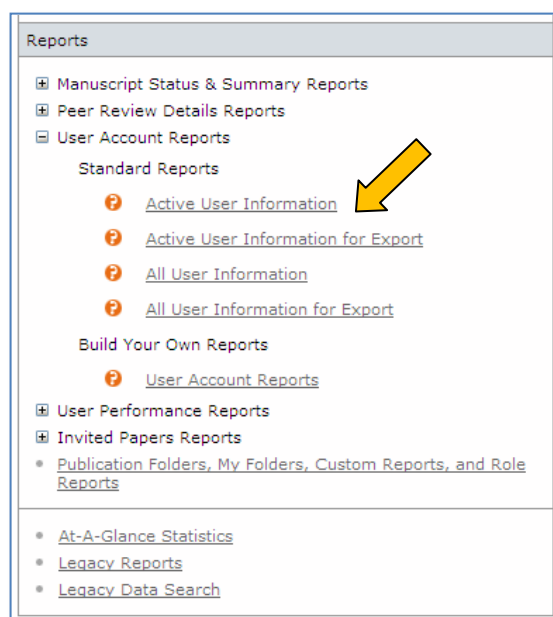 Reports
Manuscript Status & Summary Reports
Peer Review Details Reports
User Account Reports
Standard Reports
Active User Information
Active User Information for Export
All User Information
All User Information for Export
Build Your Own Reports
User Account Reports
User Performance Reports
Invited Papers Reports
Publication Folders, My Folders, Custom Reports, and Role
Reports
At-A-Glance Statistics
Legacy Reports
Legacy Data Search